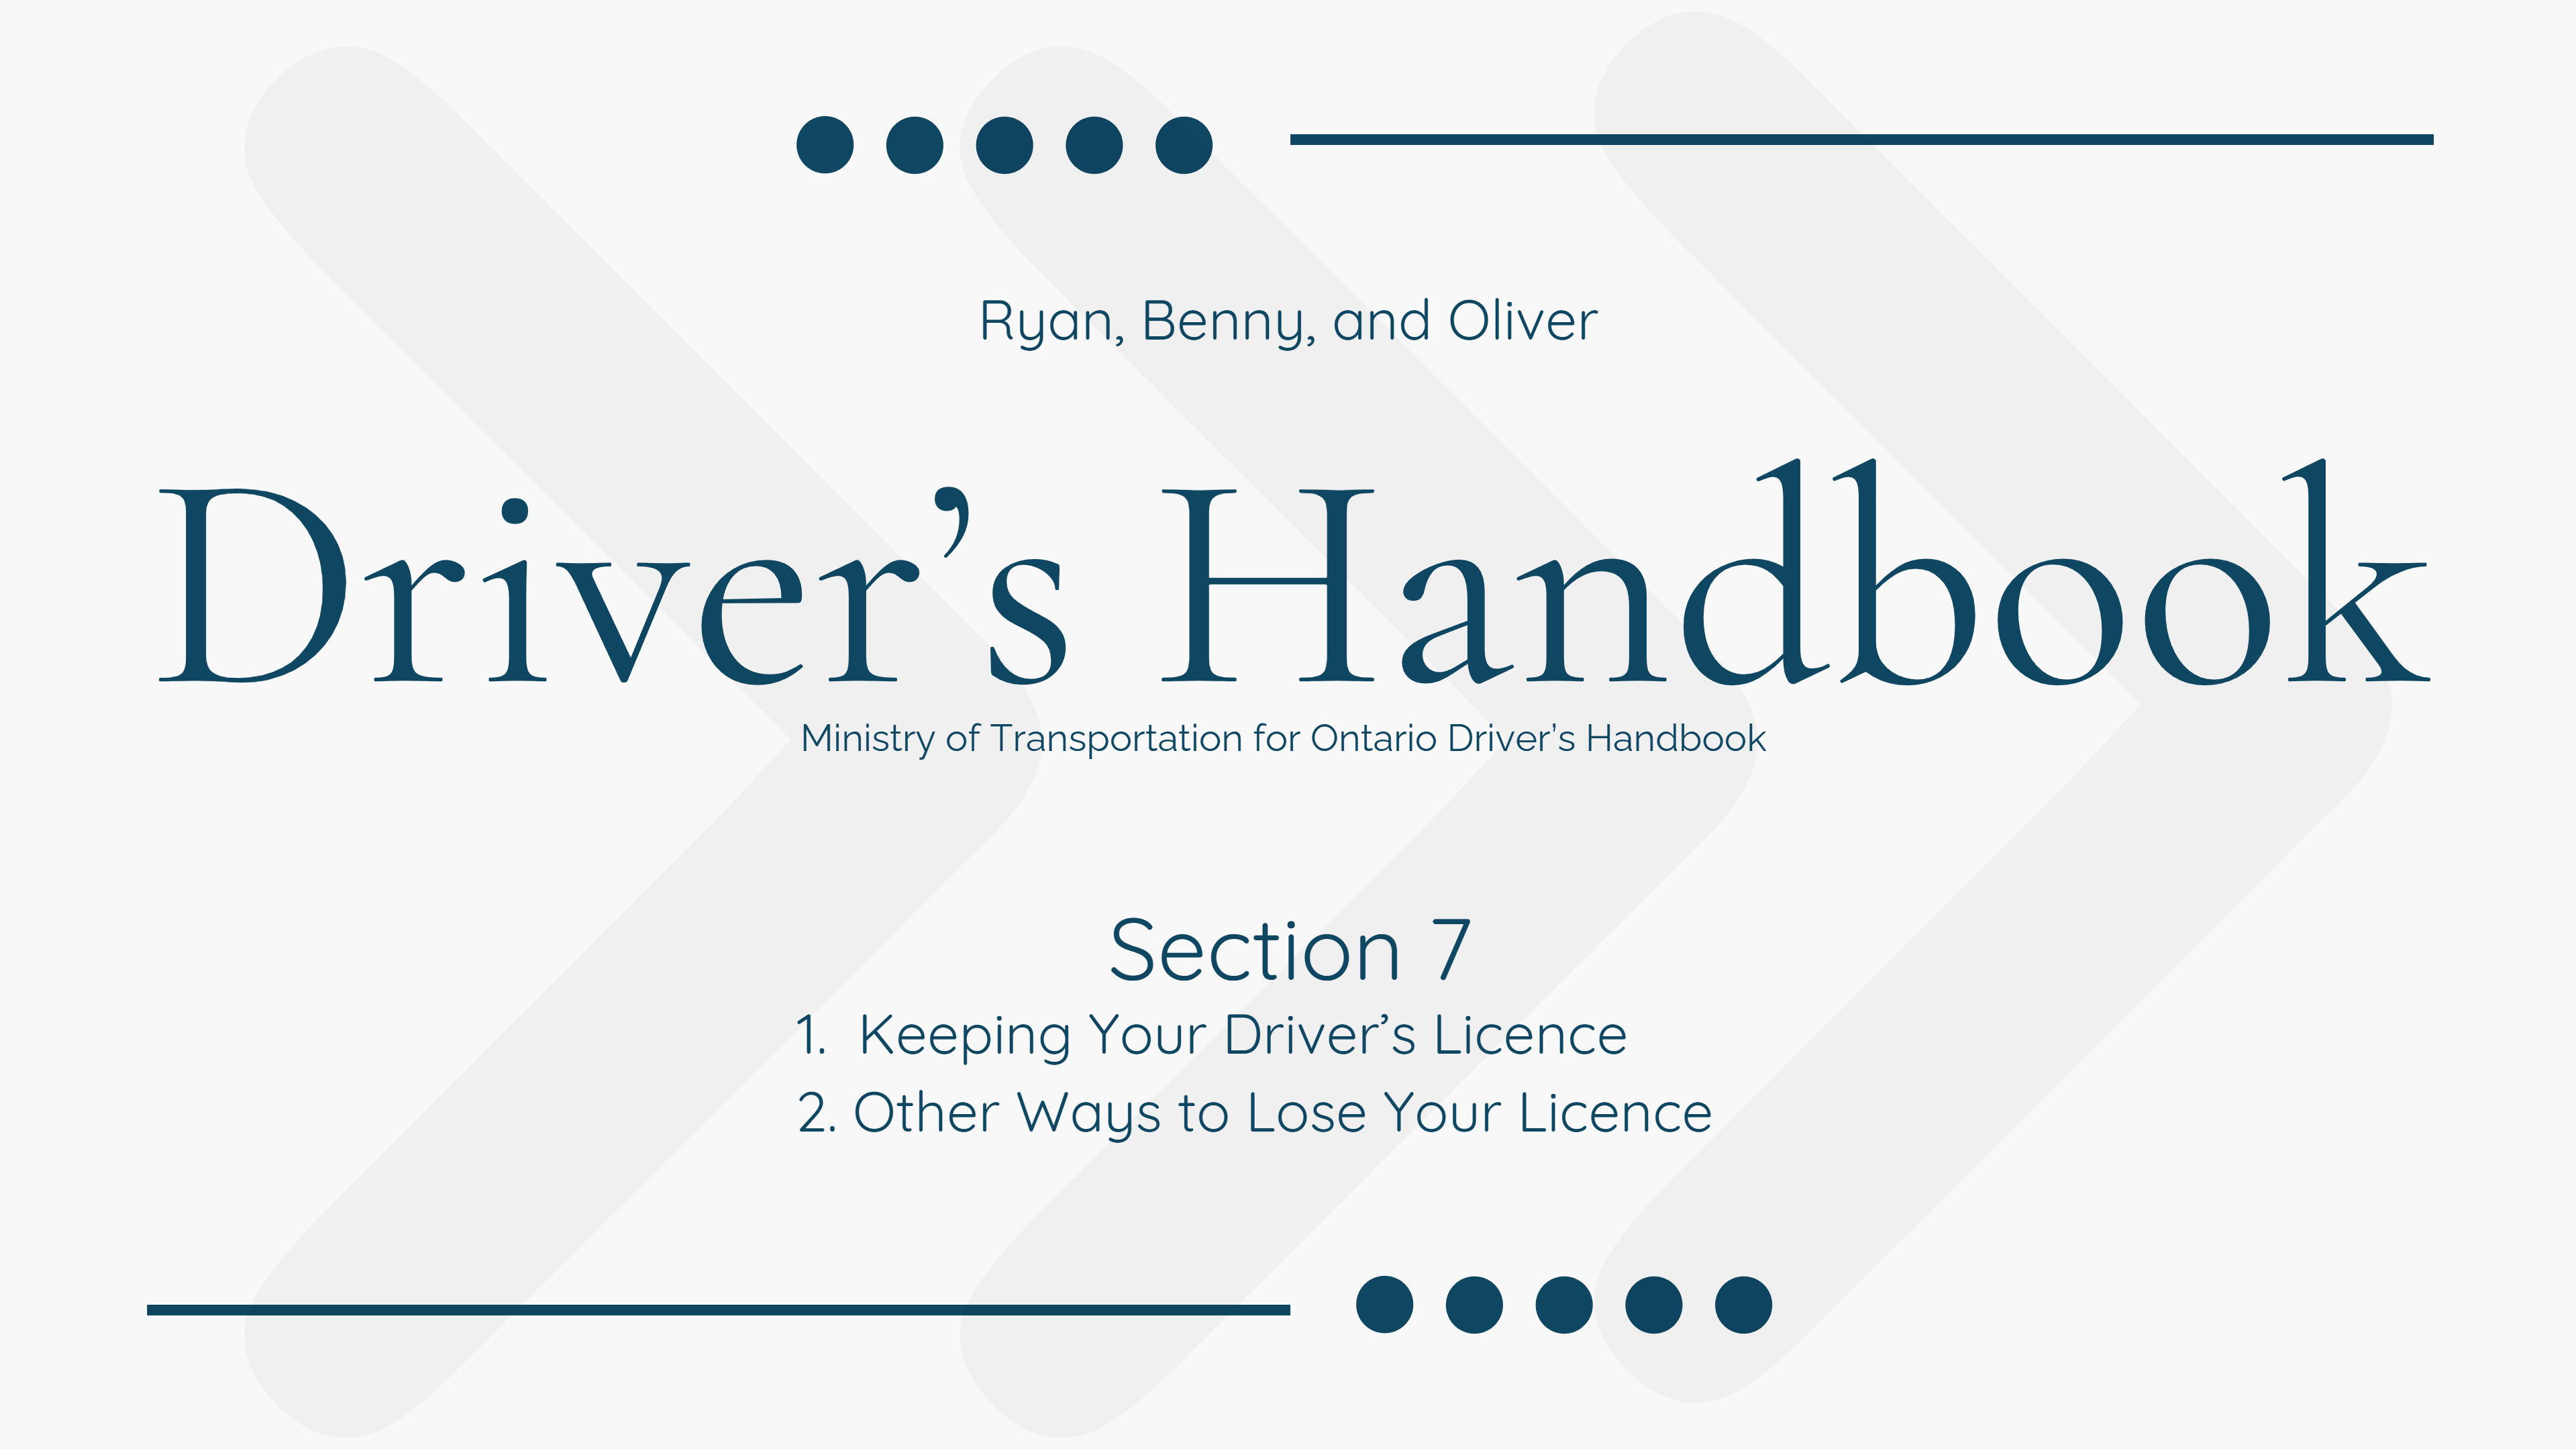 Ryan, Benny, and Oliver
Driver’s Handbook
Ministry of Transportation for Ontario Driver’s Handbook
Section 7
1. Keeping Your Driver’s Licence
2. Other Ways to Lose Your Licence